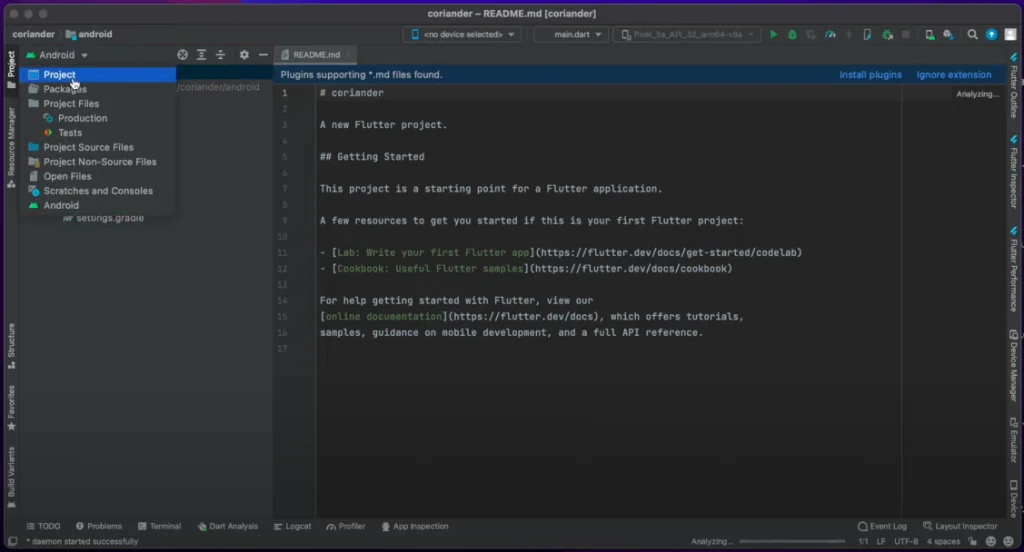 coriander – README.md [coriander]
coriander
android
<no device selected>
main.dart
Pixel_3a_API_32_arm64-v8a
Project
Resource Manager
Structure
Favorites
Build Variants
Android
README.md
Project
Packages
/coriander/android
Project Files
Production
Tests
Project Source Files
Project Non-Source Files
Open Files
Scratches and Consoles
Android
settings.gradle
Plugins supporting *.md files found.
Install plugins
Ignore extension
Analyzing...
1 # coriander
2
3 A new Flutter project.
4
5 ## Getting Started
6
7 This project is a starting point for a Flutter application.
8
9 A few resources to get you started if this is your first Flutter project:
10
11 - [Lab: Write your first Flutter app](https://flutter.dev/docs/get-started/codelab)
12 - [Cookbook: Useful Flutter samples](https://flutter.dev/docs/cookbook)
13
14 For help getting started with Flutter, view our
15 [online documentation](https://flutter.dev/docs), which offers tutorials,
16 samples, guidance on mobile development, and a full API reference.
17
Flutter Outline
Flutter Inspector
Flutter Performance
Device Manager
Emulator
Device
TODO
Problems
Terminal
Dart Analysis
Logcat
Profiler
App Inspection
Event Log
Layout Inspector
* daemon started successfully
Analyzing...
1:1
LF
UTF-8
4 spaces